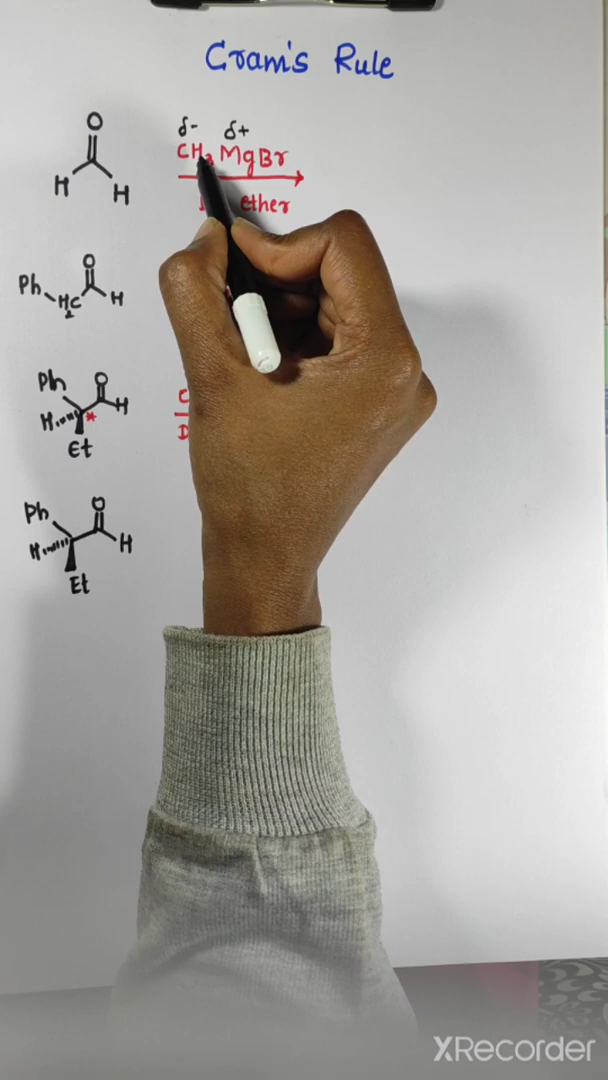 Cram's Rule
O
δ- δ+
CH3 MgBr
H H
ether
O
Ph H2C H
Ph O
H * H
Et
C
D
Ph O
H H
Et
XRecorder